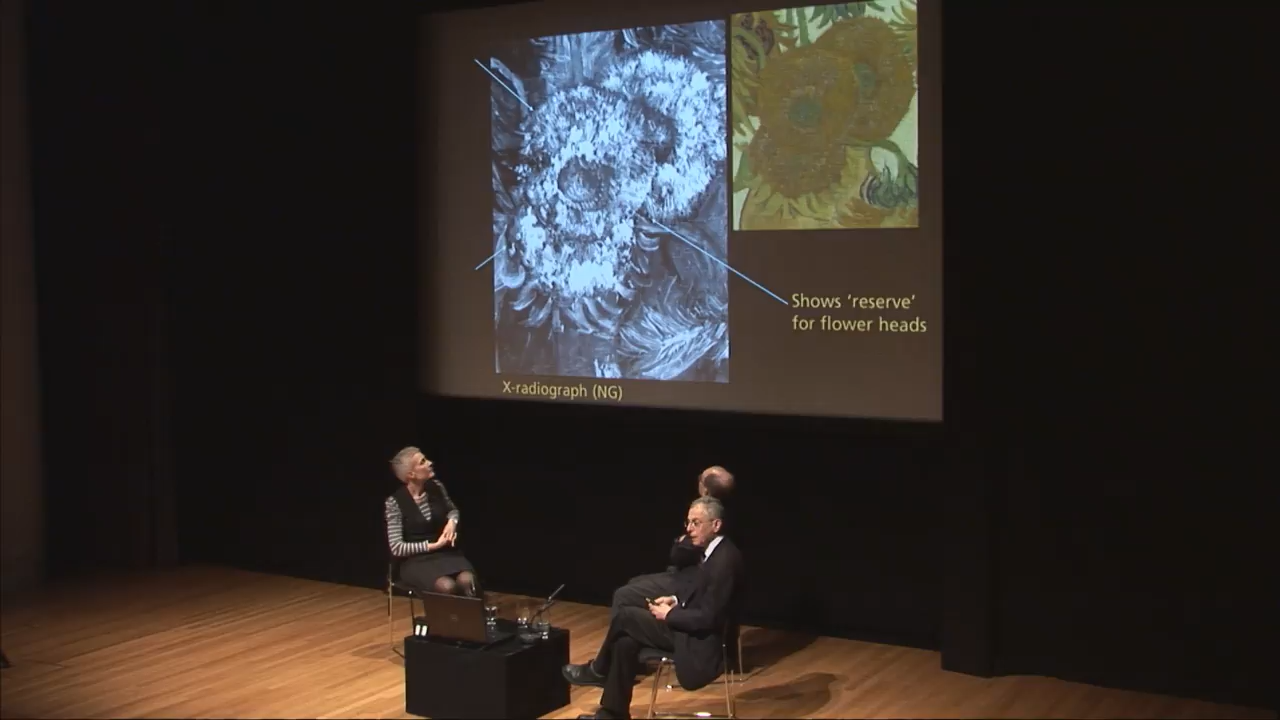 Shows ‘reserve’
for flower heads
X-radiograph (NG)